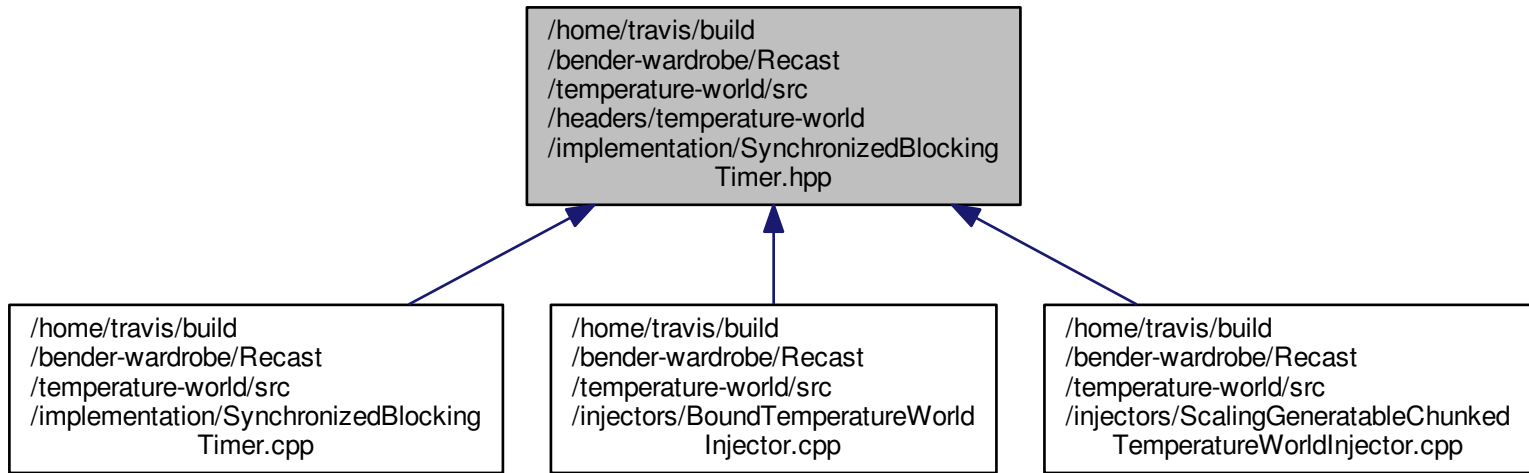 /home/travis/build
/bender-wardrobe/Recast
/temperature-world/src
/headers/temperature-world
/implementation/SynchronizedBlocking
Timer.hpp
/home/travis/build
/bender-wardrobe/Recast
/temperature-world/src
/implementation/SynchronizedBlocking
Timer.cpp
/home/travis/build
/bender-wardrobe/Recast
/temperature-world/src
/injectors/BoundTemperatureWorld
Injector.cpp
/home/travis/build
/bender-wardrobe/Recast
/temperature-world/src
/injectors/ScalingGeneratableChunked
TemperatureWorldInjector.cpp